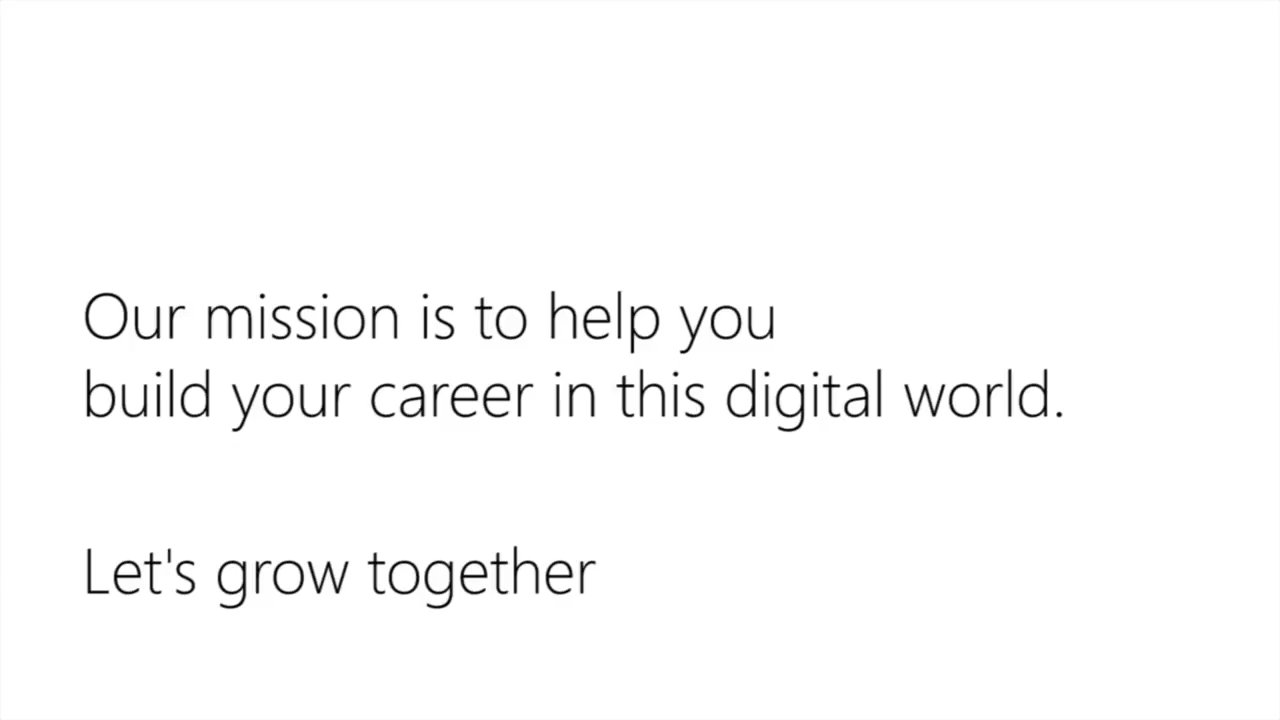 Our mission is to help you
build your career in this digital world.
Let's grow together